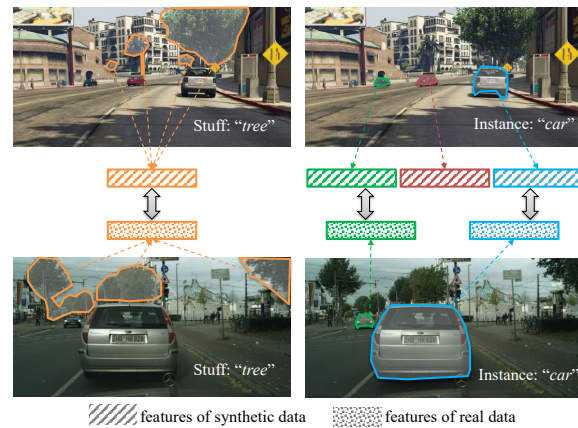 Stuff: “tree”
Instance: “car”
Stuff: “tree”
Instance: “car”
features of synthetic data
features of real data